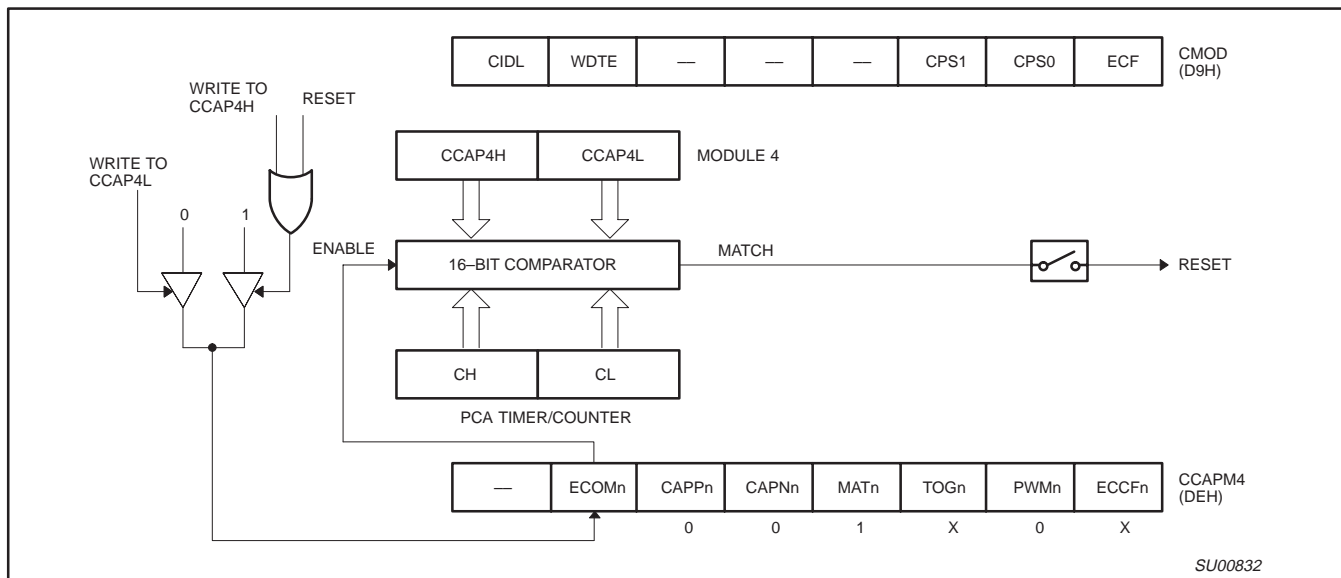 CIDL WDTE — — — CPS1 CPS0 ECF
CMOD
(D9H)
WRITE TO
CCAP4H
RESET
CCAP4H CCAP4L
MODULE 4
WRITE TO
CCAP4L
0 1
ENABLE
16–BIT COMPARATOR
MATCH
RESET
CH CL
PCA TIMER/COUNTER
— ECOMn CAPPn CAPNn MATn TOGn PWMn ECCFn
CCAPM4
(DEH)
0 0 1 X 0 X
SU00832